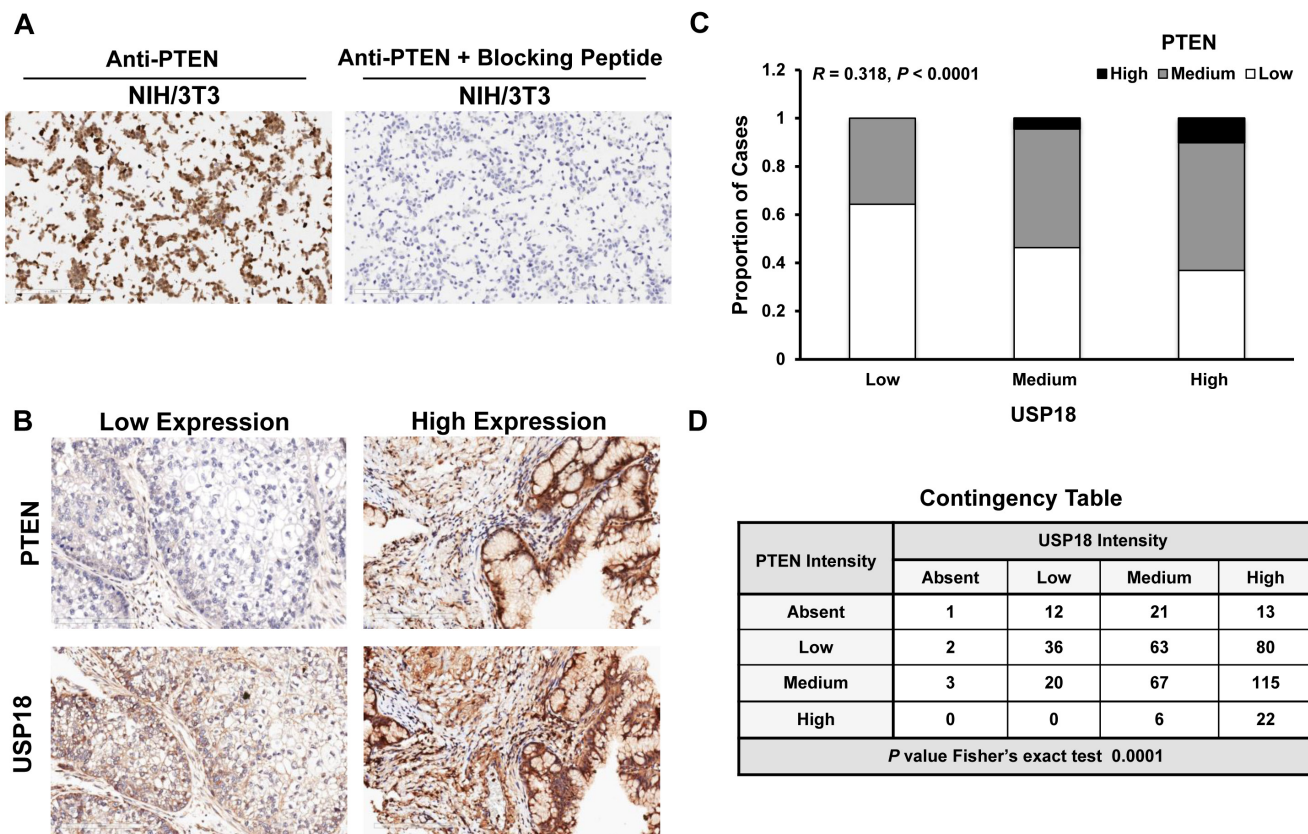 A
Anti-PTEN
Anti-PTEN + Blocking Peptide
NIH/3T3
NIH/3T3
B
Low Expression
High Expression
PTEN
USP18
C
PTEN
R = 0.318, P < 0.0001
High
Medium
Low
Proportion of Cases
1.2
1
0.8
0.6
0.4
0.2
0
Low
Medium
High
USP18
D
Contingency Table
PTEN Intensity
USP18 Intensity
Absent Low Medium High
Absent 1 12 21 13
Low 2 36 63 80
Medium 3 20 67 115
High 0 0 6 22
P value Fisher's exact test 0.0001